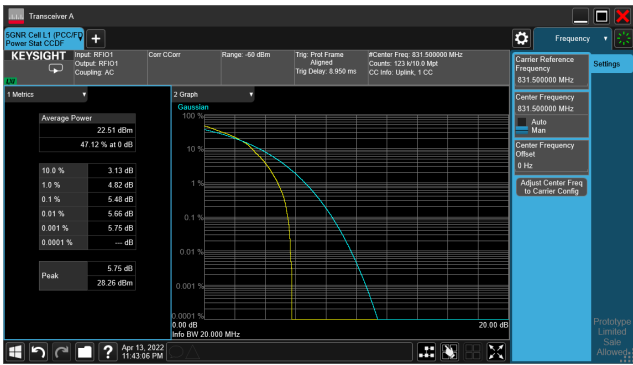 Transceiver A
5GNR Cell L1 (PCC/FD
Power Stat CCDF
Frequency
KEYSIGHT
LXI
Input: RFIO1
Output: RFIO1
Coupling: AC
Corr CCorr
Range: -60 dBm
Trig: Prot Frame
Aligned
Trig Delay: 8.950 ms
#Center Freq: 831.500000 MHz
Counts: 123 k/10.0 Mpt
CC Info: Uplink, 1 CC
1 Metrics
Average Power
22.51 dBm
47.12 % at 0 dB
10.0 % 3.13 dB
1.0 % 4.82 dB
0.1 % 5.48 dB
0.01 % 5.66 dB
0.001 % 5.75 dB
0.0001 % --- dB
Peak
5.75 dB
28.26 dBm
2 Graph
Gaussian
100 %
10 %
1 %
0.1 %
0.01 %
0.001 %
0.0001 %
0.00 dB
20.00 dB
Info BW 20.000 MHz
Carrier Reference
Frequency
831.500000 MHz
Center Frequency
831.500000 MHz
Auto
Man
Center Frequency
Offset
0 Hz
Adjust Center Freq
to Carrier Config
Settings
Prototype
Limited
Sale
Allowed
Apr 13, 2022
11:43:06 PM